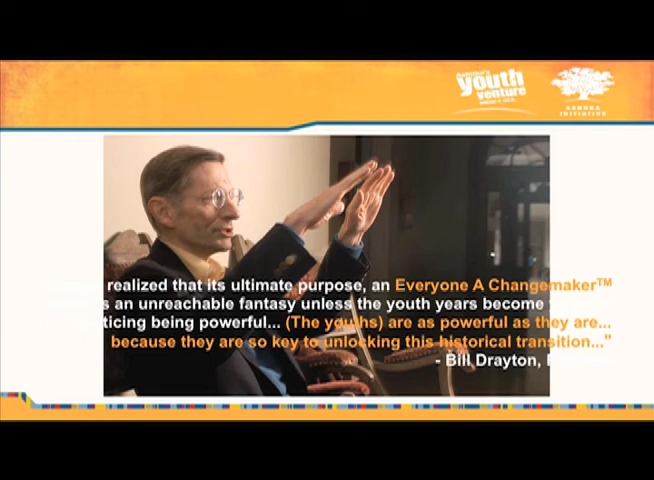 Ashoka's
youth
venture
ARNOVA
INITIATIVE
realized that its ultimate purpose, an Everyone A Changemaker™
is an unreachable fantasy unless the youth years become
being powerful... (The youths) are as powerful as they are...
because they are so key to unlocking this historical transition..."
- Bill Drayton,